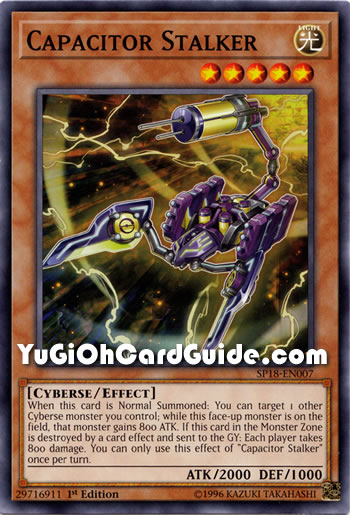 CAPACITOR STALKER
LIGHT
光
YuGiOhCardGuide.com
SP18-EN007
[CYBERSE/EFFECT]
When this card is Normal Summoned: You can target 1 other
Cyberse monster you control; while this face-up monster is on the
field, that monster gains 800 ATK. If this card in the Monster Zone
is destroyed by a card effect and sent to the GY: Each player takes
800 damage. You can only use this effect of "Capacitor Stalker"
once per turn.
ATK/2000 DEF/1000
29716911 1st Edition ©1996 KAZUKI TAKAHASHI